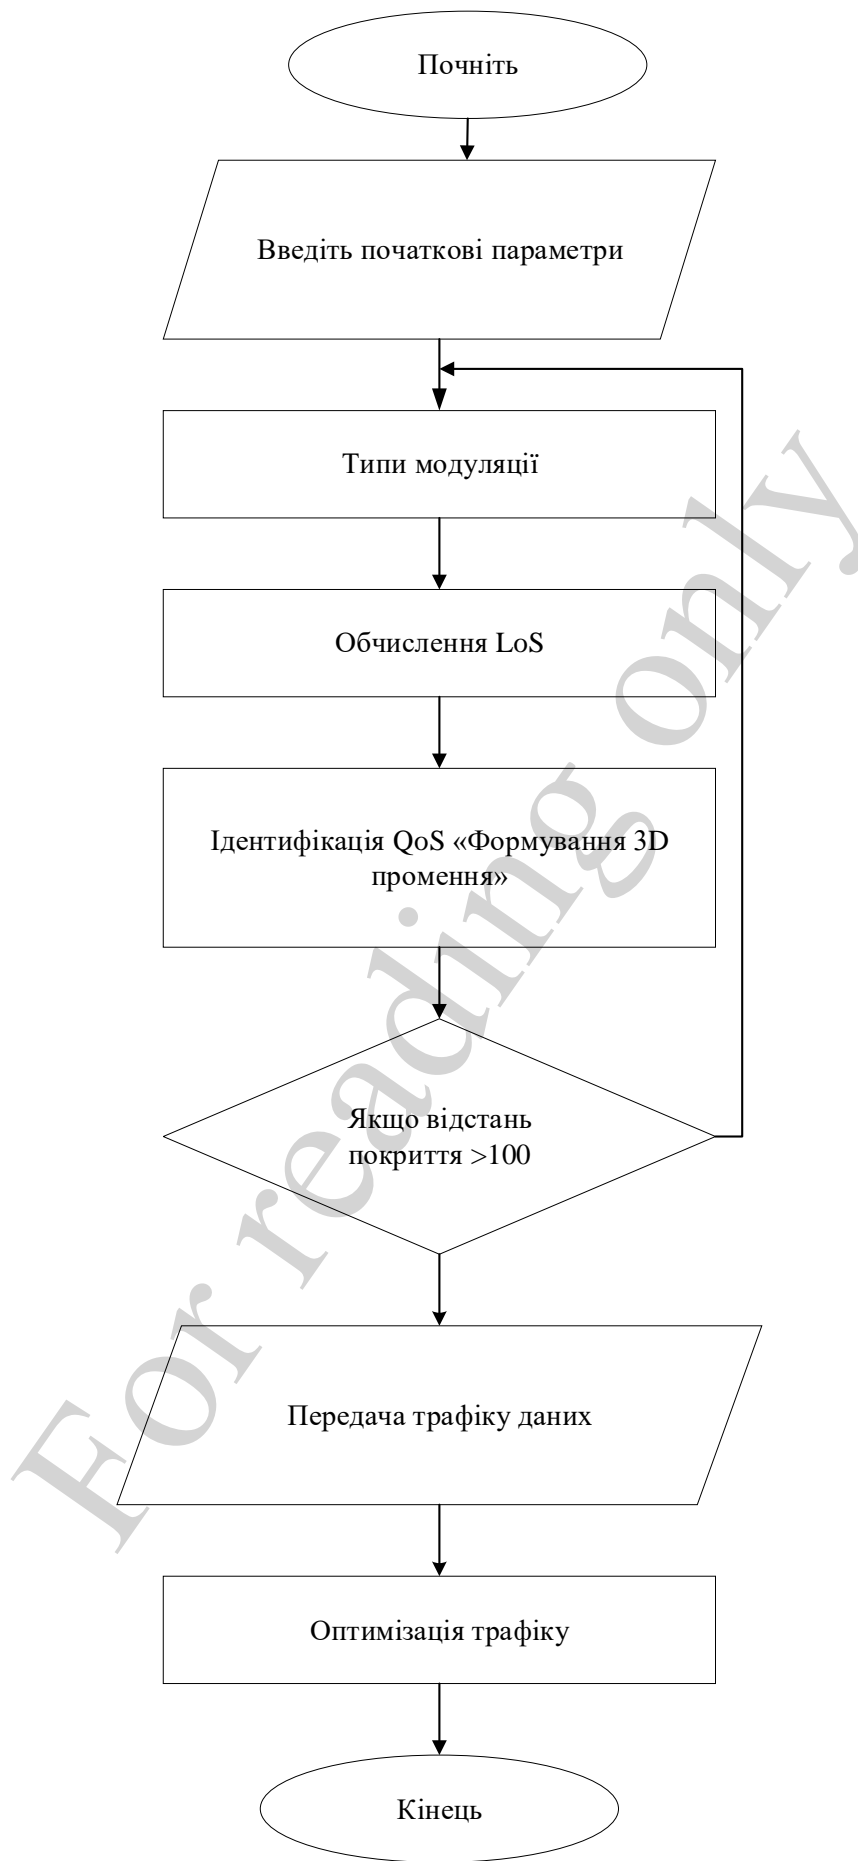 Почніть
Введіть початкові параметри
Типи модуляції
Обчислення LoS
Ідентифікація QoS «Формування 3D
променя»
Якщо відстань
покриття >100
Передача трафіку даних
Оптимізація трафіку
Кінець
For reading only